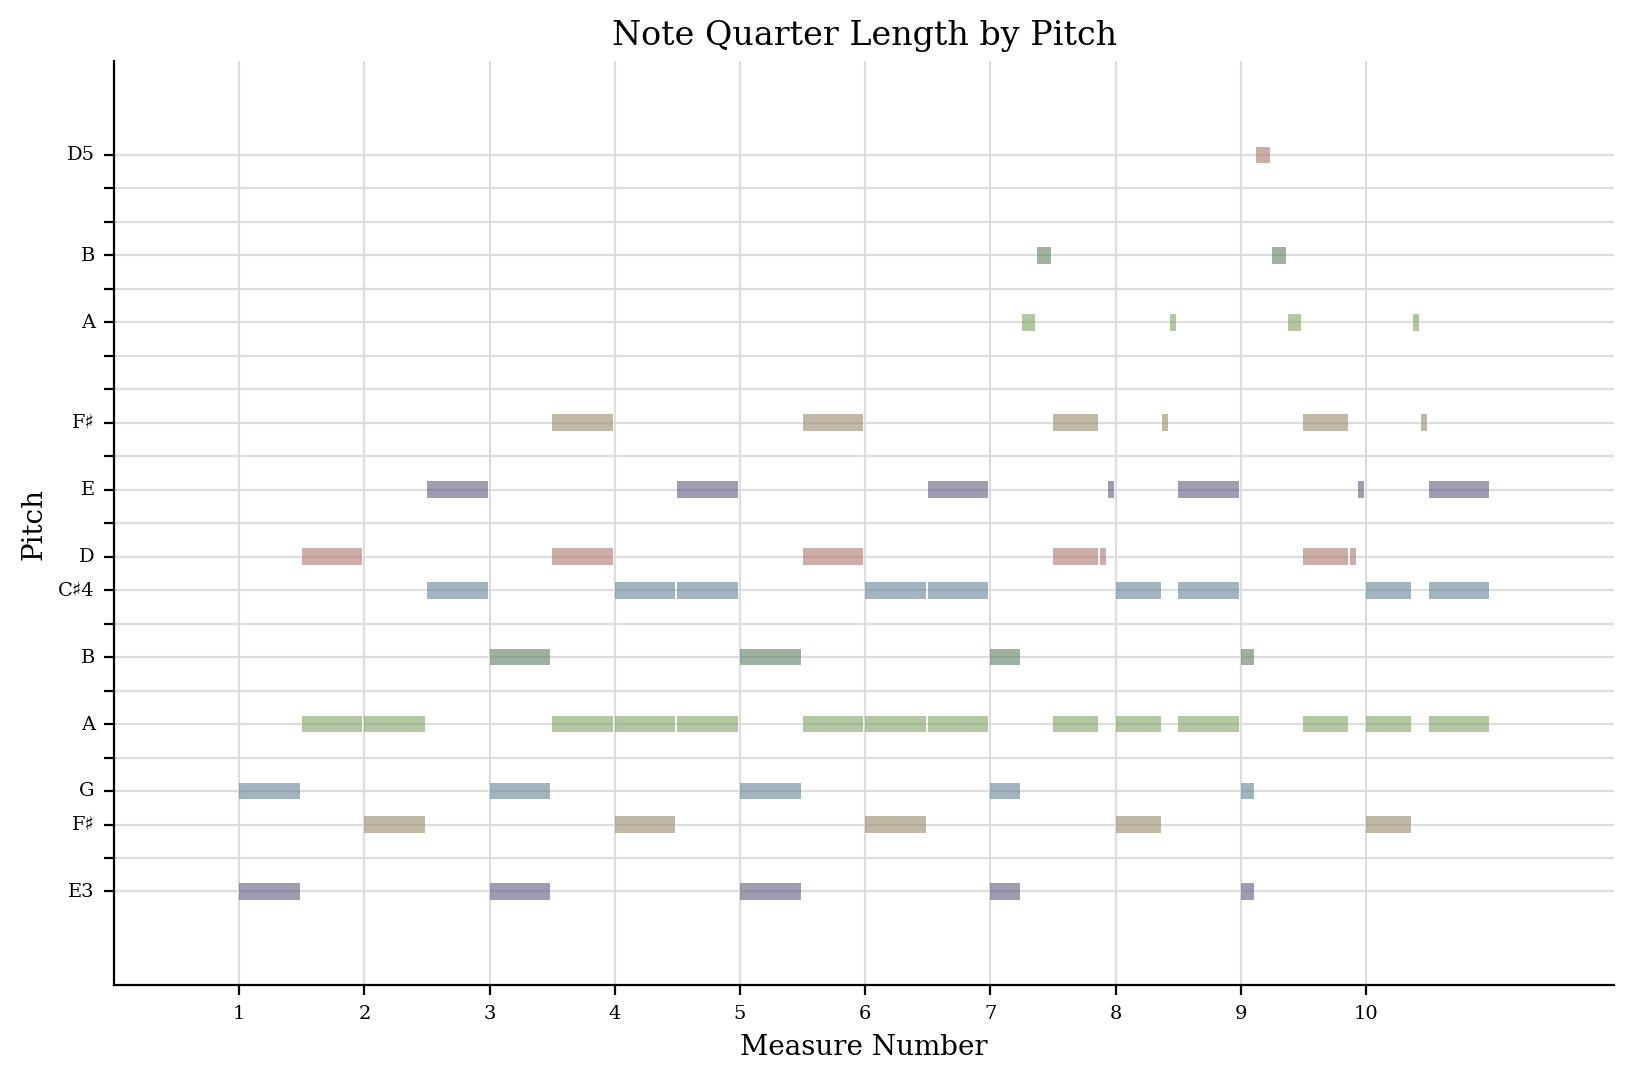 Note Quarter Length by Pitch
D5
B
A
F♯
E
D
C♯4
B
A
G
F♯
E3
Pitch
1 2 3 4 5 6 7 8 9 10
Measure Number